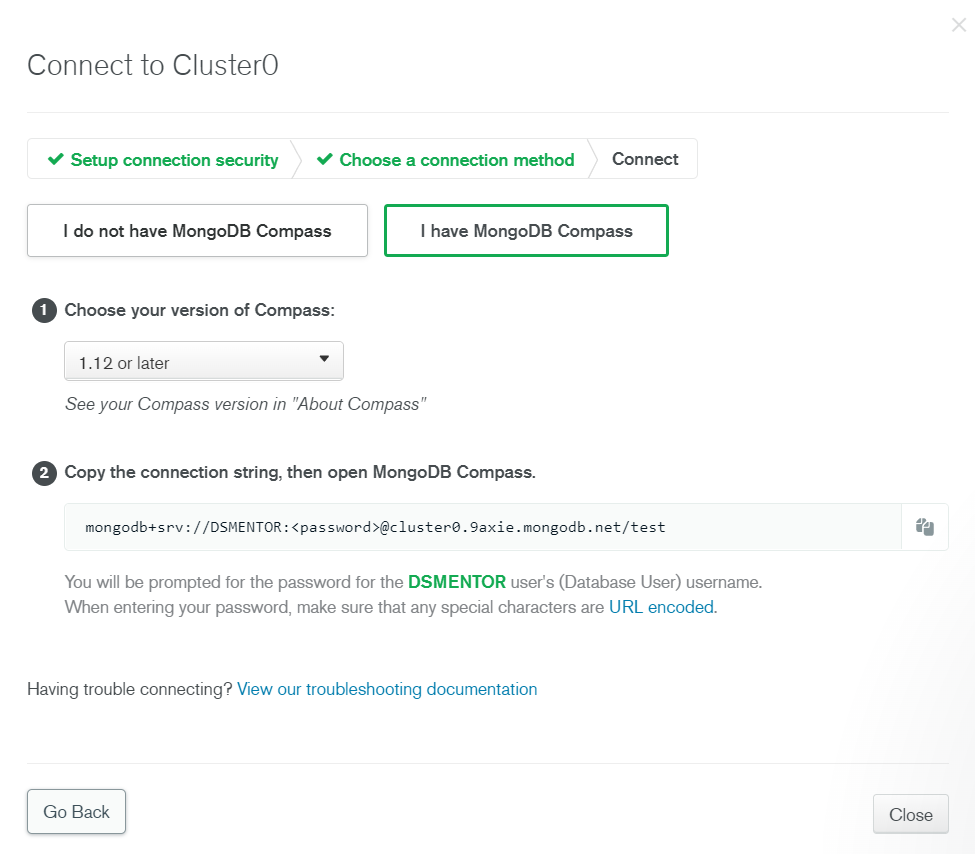 Connect to Cluster0
Setup connection security
Choose a connection method
Connect
I do not have MongoDB Compass
I have MongoDB Compass
1 Choose your version of Compass:
1.12 or later
See your Compass version in "About Compass"
2 Copy the connection string, then open MongoDB Compass.
mongodb+srv://DSMENTOR:<password>@cluster0.9axie.mongodb.net/test
You will be prompted for the password for the DSMENTOR user's (Database User) username.
When entering your password, make sure that any special characters are URL encoded.
Having trouble connecting? View our troubleshooting documentation
Go Back
Close